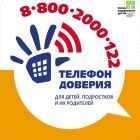 8·800·2000·122
ТЕЛЕФОН
ДОВЕРИЯ
ДЛЯ ДЕТЕЙ, ПОДРОСТКОВ
И ИХ РОДИТЕЛЕЙ